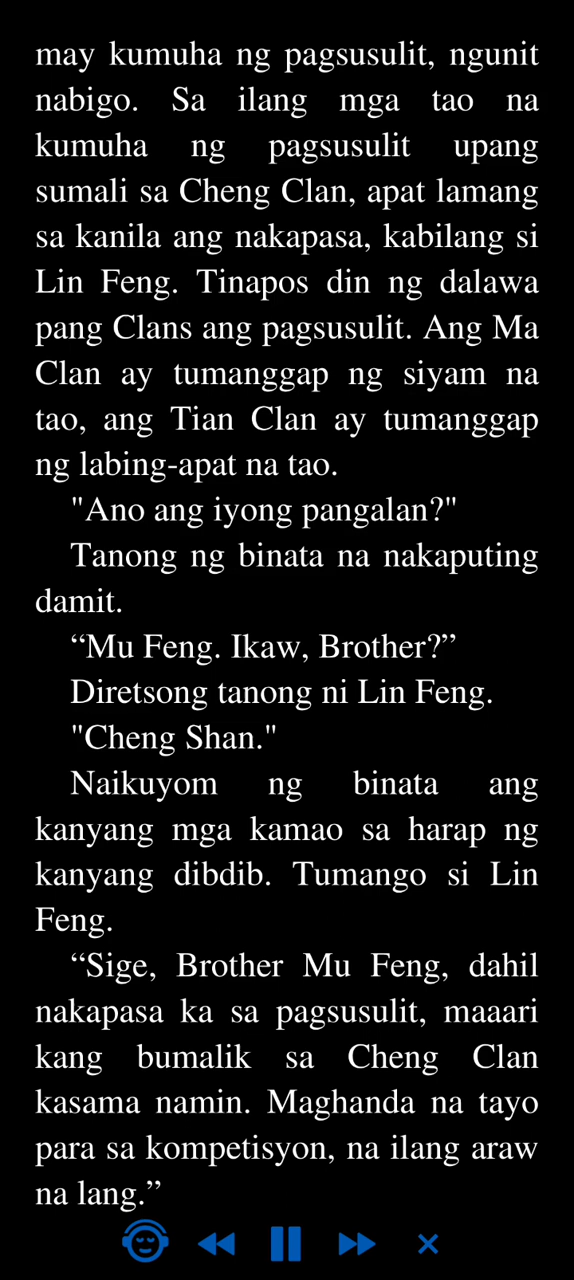 may kumuha ng pagsusulit, ngunit
nabigo. Sa ilang mga tao na
kumuha ng pagsusulit upang
sumali sa Cheng Clan, apat lamang
sa kanila ang nakapasa, kabilang si
Lin Feng. Tinapos din ng dalawa
pang Clans ang pagsusulit. Ang Ma
Clan ay tumanggap ng siyam na
tao, ang Tian Clan ay tumanggap
ng labing-apat na tao.
"Ano ang iyong pangalan?"
Tanong ng binata na nakaputing
damit.
“Mu Feng. Ikaw, Brother?”
Diretsong tanong ni Lin Feng.
"Cheng Shan."
Naikuyom ng binata ang
kanyang mga kamao sa harap ng
kanyang dibdib. Tumango si Lin
Feng.
“Sige, Brother Mu Feng, dahil
nakapasa ka sa pagsusulit, maaari
kang bumalik sa Cheng Clan
kasama namin. Maghanda na tayo
para sa kompetisyon, na ilang araw
na lang.”